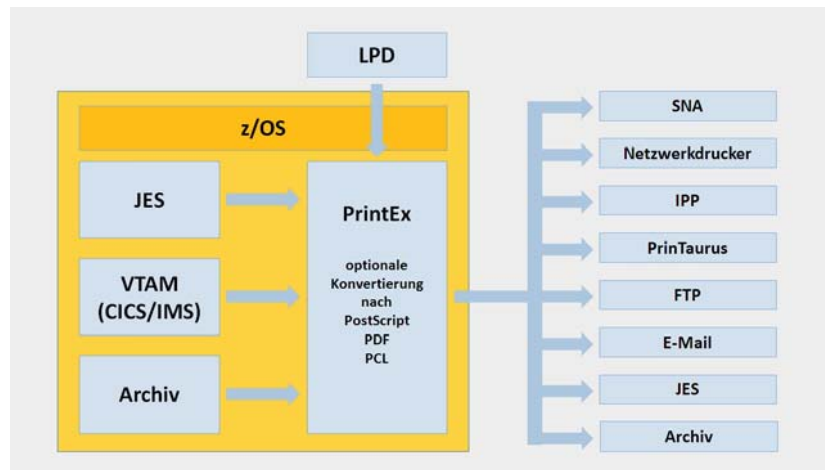 LPD
z/OS
JES
VTAM
(CICS/IMS)
Archiv
PrintEx
optionale
Konvertierung
nach
PostScript
PDF
PCL
SNA
Netzwerkdrucker
IPP
PrinTaurus
FTP
E-Mail
JES
Archiv